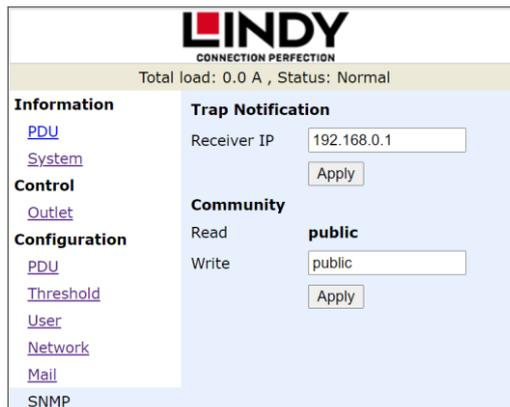 LINDY
CONNECTION PERFECTION
Total load: 0.0 A , Status: Normal
Information
PDU
System
Control
Outlet
Configuration
PDU
Threshold
User
Network
Mail
SNMP
Trap Notification
Receiver IP 192.168.0.1
Apply
Community
Read public
Write public
Apply